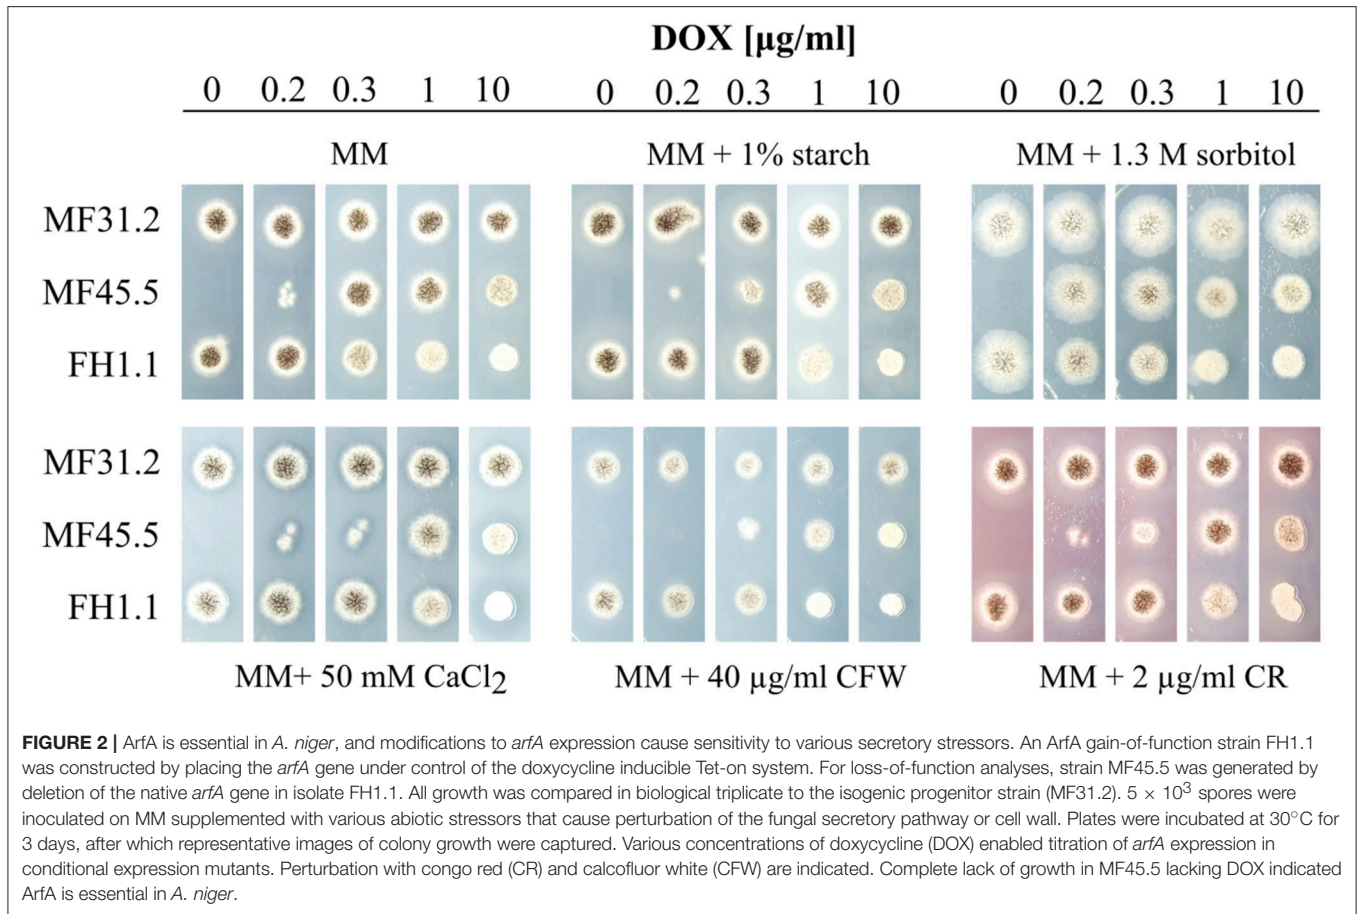 DOX [µg/ml]
0 0.2 0.3 1 10 0 0.2 0.3 1 10 0 0.2 0.3 1 10
MM MM + 1% starch MM + 1.3 M sorbitol
MF31.2
MF45.5
FH1.1
MF31.2
MF45.5
FH1.1
MM+ 50 mM CaCl2 MM + 40 µg/ml CFW MM + 2 µg/ml CR
FIGURE 2 | ArfA is essential in A. niger, and modifications to arfA expression cause sensitivity to various secretory stressors. An ArfA gain-of-function strain FH1.1
was constructed by placing the arfA gene under control of the doxycycline inducible Tet-on system. For loss-of-function analyses, strain MF45.5 was generated by
deletion of the native arfA gene in isolate FH1.1. All growth was compared in biological triplicate to the isogenic progenitor strain (MF31.2). 5 × 10³ spores were
inoculated on MM supplemented with various abiotic stressors that cause perturbation of the fungal secretory pathway or cell wall. Plates were incubated at 30°C for
3 days, after which representative images of colony growth were captured. Various concentrations of doxycycline (DOX) enabled titration of arfA expression in
conditional expression mutants. Perturbation with congo red (CR) and calcofluor white (CFW) are indicated. Complete lack of growth in MF45.5 lacking DOX indicated
ArfA is essential in A. niger.